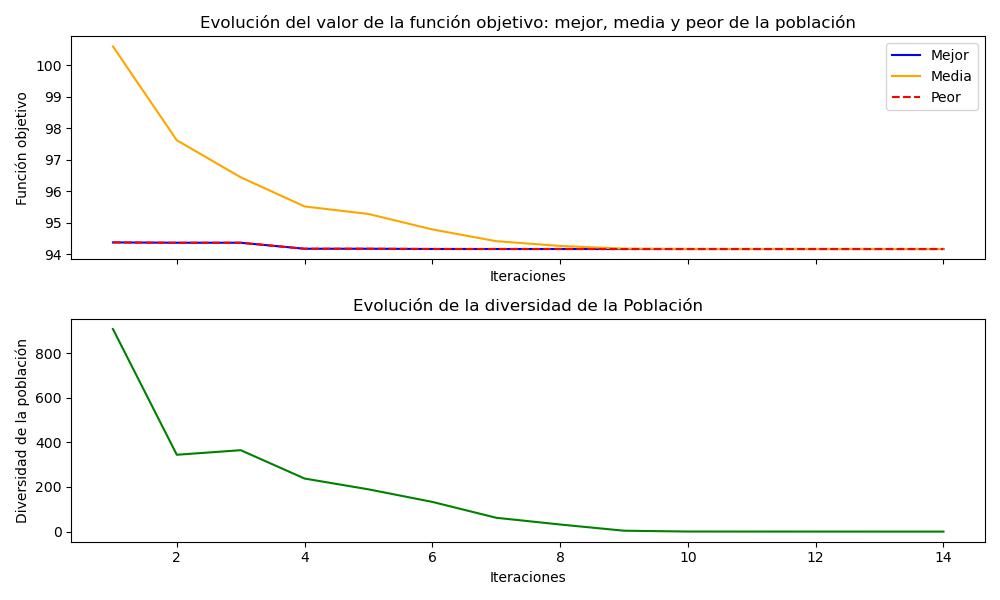 Evolución del valor de la función objetivo: mejor, media y peor de la población
Función objetivo
100
99
98
97
96
95
94
Mejor
Media
Peor
Iteraciones
Evolución de la diversidad de la Población
Diversidad de la población
800
600
400
200
0
2 4 6 8 10 12 14
Iteraciones